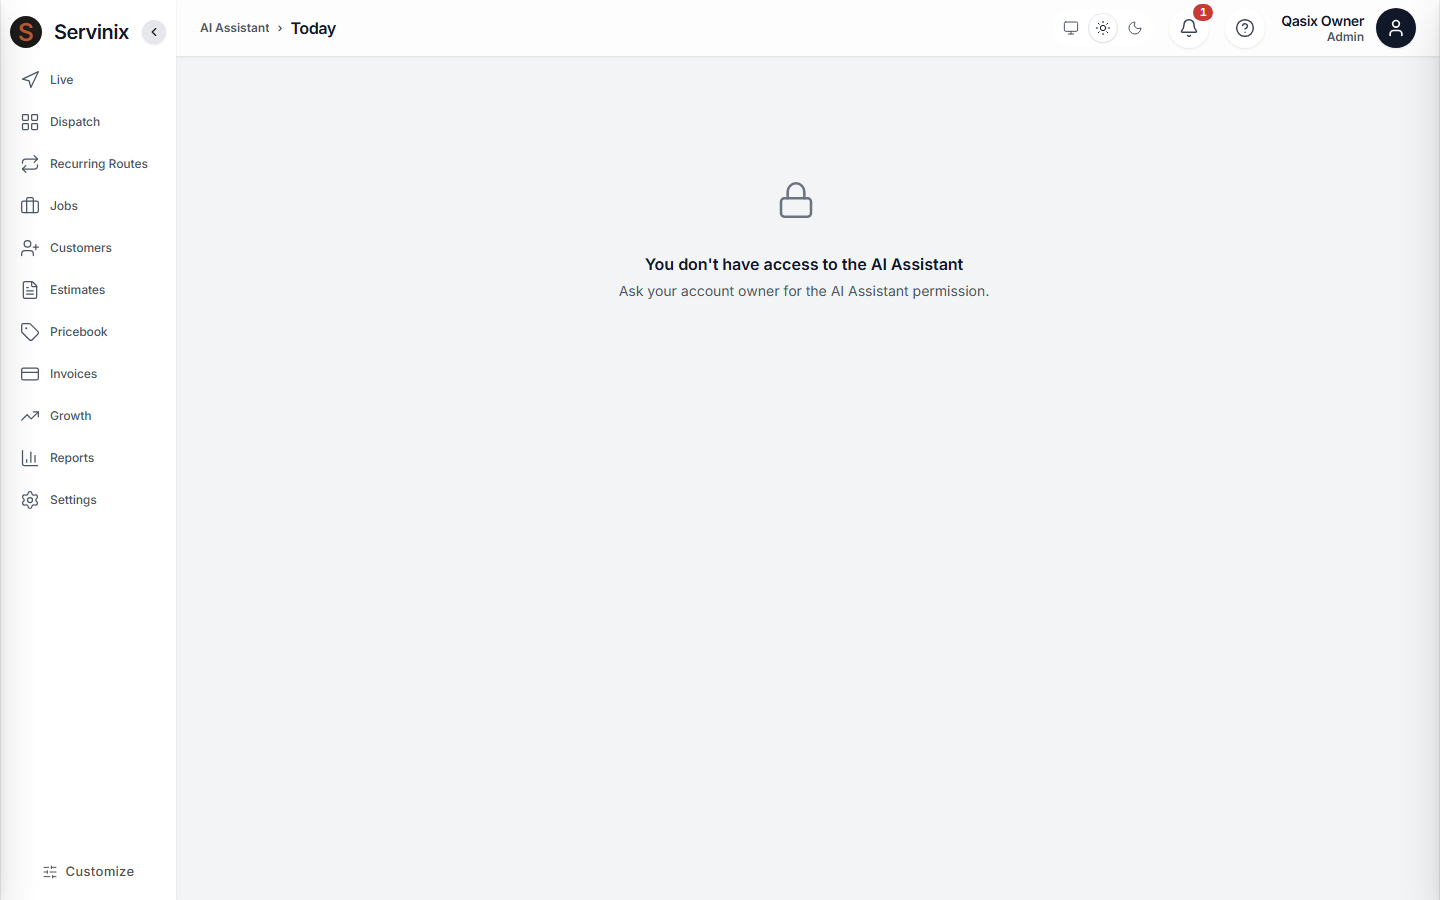 S Servinix
AI Assistant › Today
1
Qasix Owner
Admin
Live
Dispatch
Recurring Routes
Jobs
Customers
Estimates
Pricebook
Invoices
Growth
Reports
Settings
You don't have access to the AI Assistant
Ask your account owner for the AI Assistant permission.
Customize